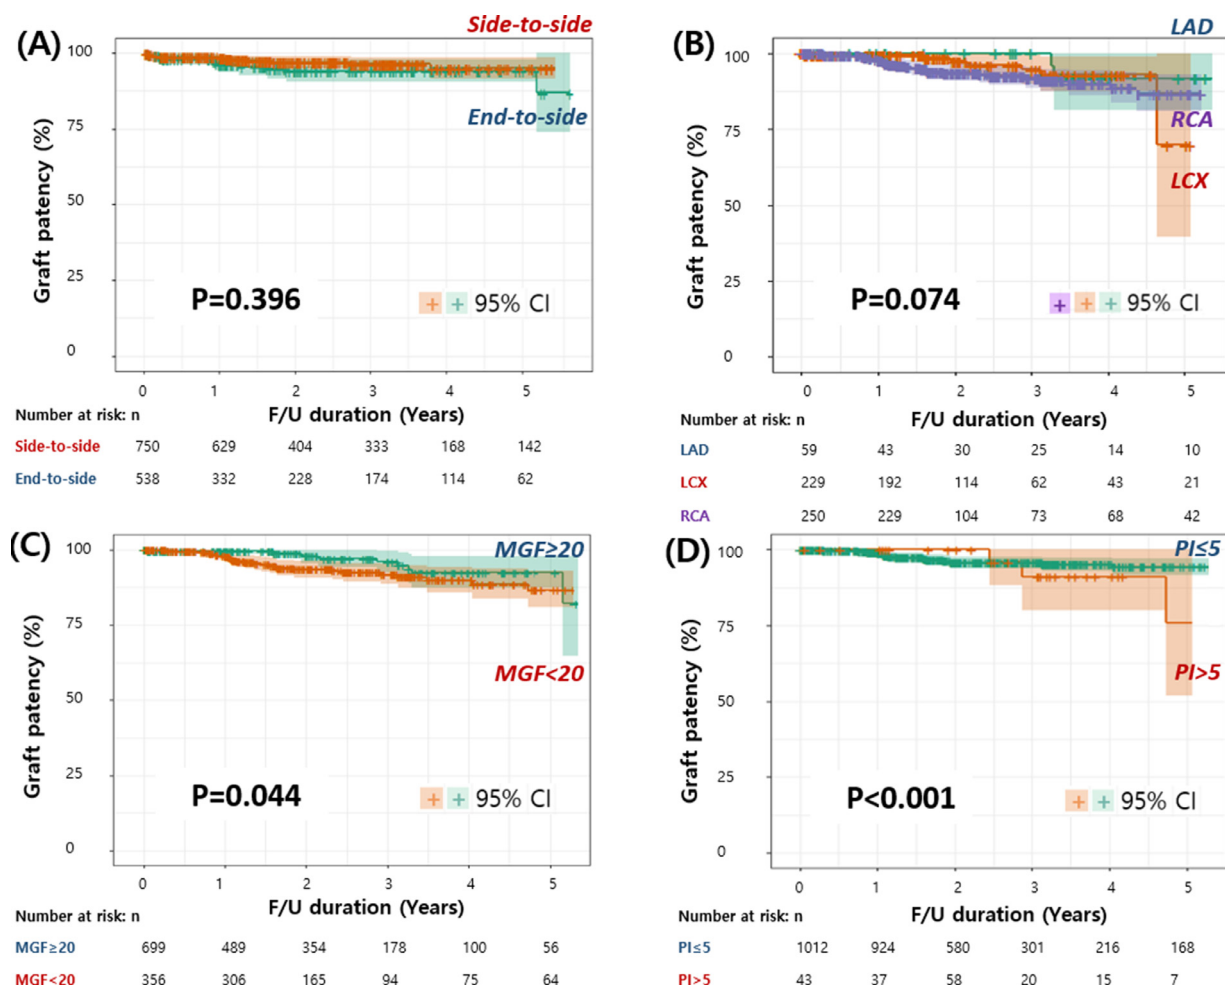 (A)
Side-to-side
100
75
50
25
0
Graft patency (%)
End-to-side
P=0.396
95% CI
0 1 2 3 4 5
Number at risk: n
F/U duration (Years)
Side-to-side 750 629 404 333 168 142
End-to-side 538 332 228 174 114 62
(B)
LAD
100
75
50
25
0
Graft patency (%)
RCA
LCX
P=0.074
95% CI
0 1 2 3 4 5
Number at risk: n
F/U duration (Years)
LAD 59 43 30 25 14 10
LCX 229 192 114 62 43 21
RCA 250 229 104 73 68 42
(C)
MGF≥20
100
75
50
25
0
Graft patency (%)
MGF<20
P=0.044
95% CI
0 1 2 3 4 5
Number at risk: n
F/U duration (Years)
MGF≥20 699 489 354 178 100 56
MGF<20 356 306 165 94 75 64
(D)
PI≤5
100
75
50
25
0
Graft patency (%)
PI>5
P<0.001
95% CI
0 1 2 3 4 5
Number at risk: n
F/U duration (Years)
PI≤5 1012 924 580 301 216 168
PI>5 43 37 58 20 15 7